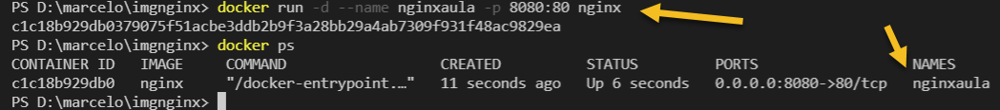 PS D:\marcelo\imgnginx> docker run -d --name nginxaula -p 8080:80 nginx
c1c18b929db0379075f51acbe3ddb2b9f3a28bb29a4ab7309f931f48ac9829ea
PS D:\marcelo\imgnginx> docker ps
CONTAINER ID   IMAGE     COMMAND                  CREATED          STATUS         PORTS                  NAMES
c1c18b929db0   nginx     "/docker-entrypoint.…"   11 seconds ago   Up 6 seconds   0.0.0.0:8080->80/tcp   nginxaula
PS D:\marcelo\imgnginx>